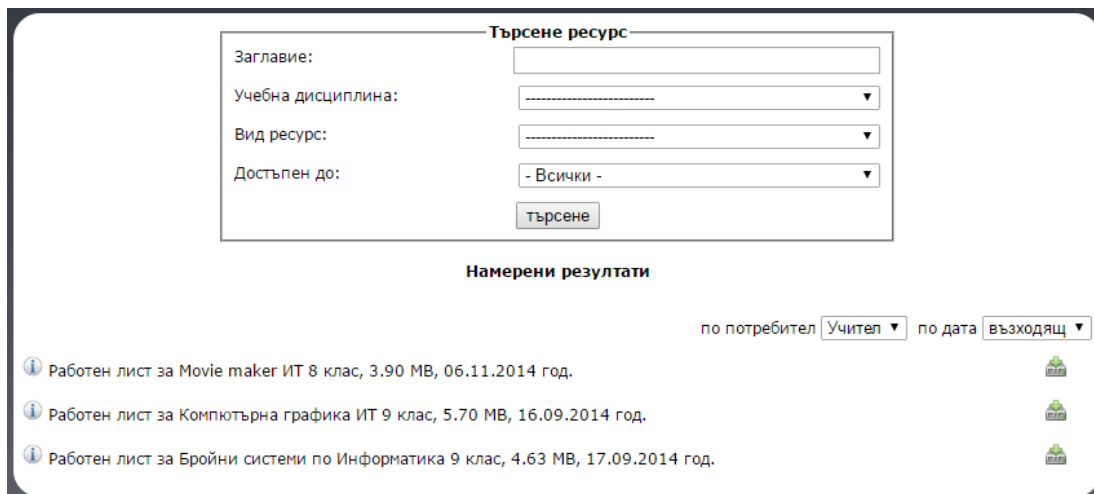 Търсене ресурс
Заглавие:
Учебна дисциплина: -------------------------
Вид ресурс: -------------------------
Достъпен до: - Всички -
търсене
Намерени резултати
по потребител Учител по дата възходящ
Работен лист за Movie maker ИТ 8 клас, 3.90 MB, 06.11.2014 год.
Работен лист за Компютърна графика ИТ 9 клас, 5.70 MB, 16.09.2014 год.
Работен лист за Бройни системи по Информатика 9 клас, 4.63 MB, 17.09.2014 год.